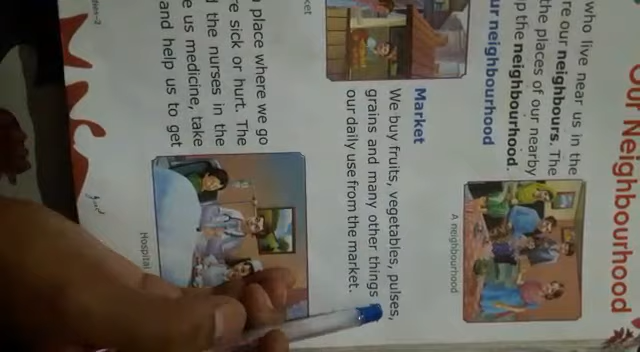 Our Neighbourhood
who live near us in the
re our neighbours. The
the places of our nearby
p the neighbourhood.
A neighbourhood
ur neighbourhood
Market
We buy fruits, vegetables, pulses,
grains and many other things
our daily use from the market.
ket
place where we go
re sick or hurt. The
the nurses in the
e us medicine, take
and help us to get
Hospital